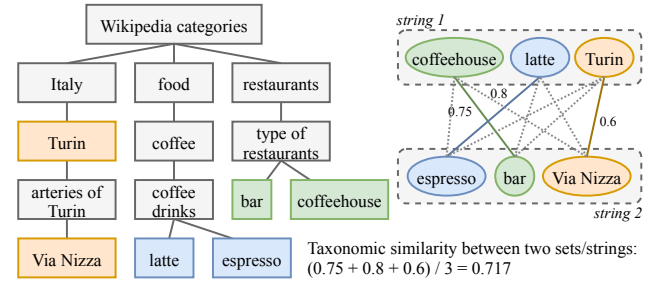 Wikipedia categories
Italy
food
restaurants
Turin
coffee
type of
restaurants
arteries of
Turin
coffee
drinks
bar
coffeehouse
Via Nizza
latte
espresso
string 1
coffeehouse
latte
Turin
0.8
0.75
0.6
espresso
bar
Via Nizza
string 2
Taxonomic similarity between two sets/strings:
(0.75 + 0.8 + 0.6) / 3 = 0.717